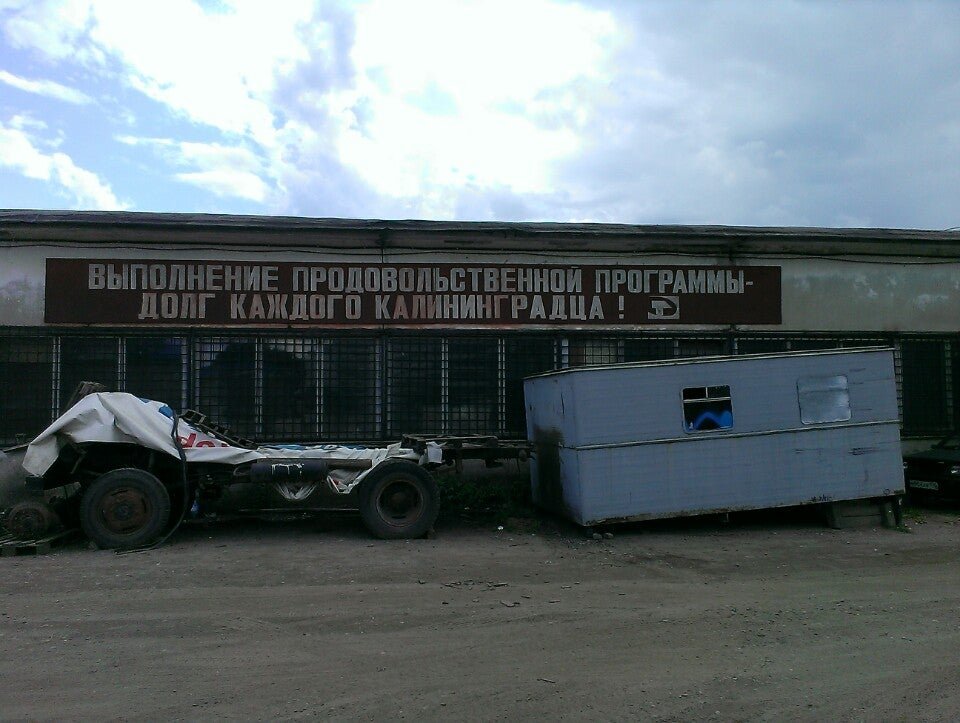 ВЫПОЛНЕНИЕ ПРОДОВОЛЬСТВЕННОЙ ПРОГРАММЫ-
ДОЛГ КАЖДОГО КАЛИНИНГРАДЦА !